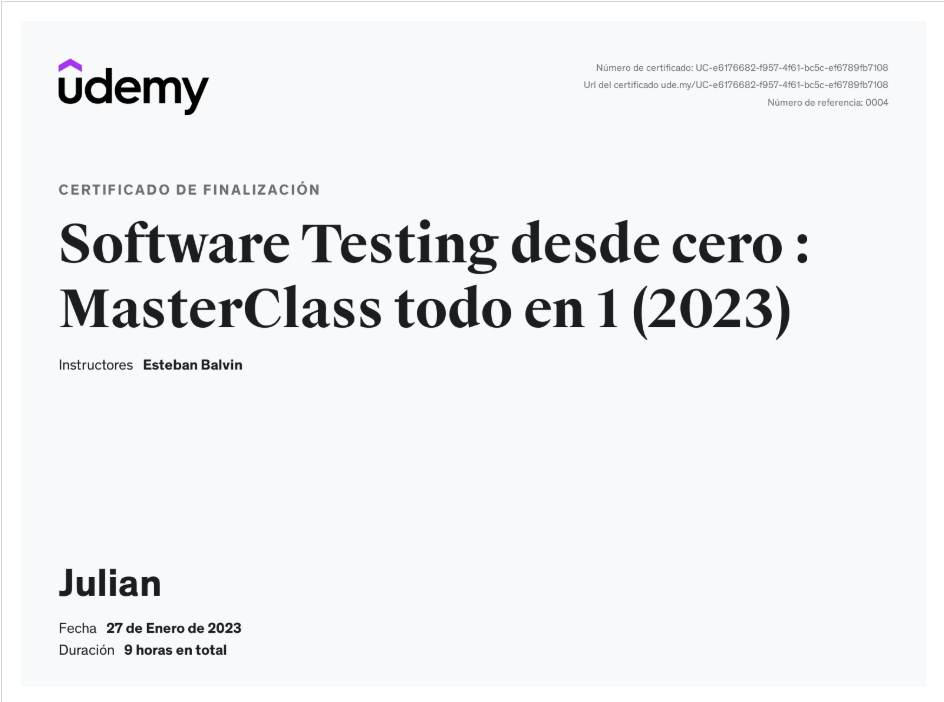 udemy
Número de certificado: UC-e6176682-f957-4f61-bc5c-ef6789fb7108
Url del certificado ude.my/UC-e6176682-f957-4f61-bc5c-ef6789fb7108
Número de referencia: 0004
CERTIFICADO DE FINALIZACIÓN
Software Testing desde cero :
MasterClass todo en 1 (2023)
Instructores Esteban Balvin
Julian
Fecha 27 de Enero de 2023
Duración 9 horas en total